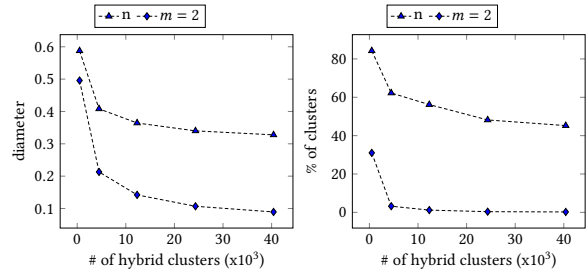 n m = 2
0.6
0.5
0.4
0.3
0.2
0.1
diameter
0 10 20 30 40
# of hybrid clusters (x10³)
n m = 2
80
60
40
20
0
% of clusters
0 10 20 30 40
# of hybrid clusters (x10³)